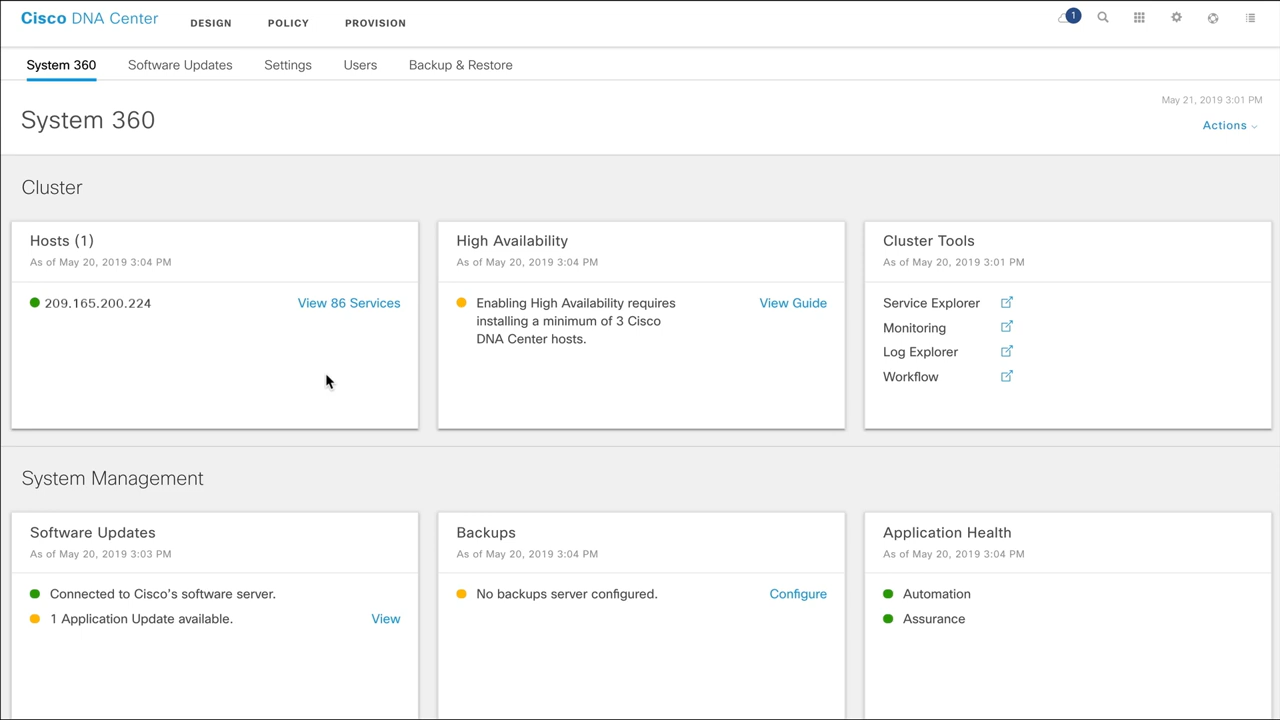 Cisco DNA Center
DESIGN POLICY PROVISION
1
System 360 Software Updates Settings Users Backup & Restore
May 21, 2019 3:01 PM
System 360
Actions
Cluster
Hosts (1)
As of May 20, 2019 3:04 PM
209.165.200.224 View 86 Services
High Availability
As of May 20, 2019 3:04 PM
Enabling High Availability requires View Guide
installing a minimum of 3 Cisco
DNA Center hosts.
Cluster Tools
As of May 20, 2019 3:01 PM
Service Explorer
Monitoring
Log Explorer
Workflow
System Management
Software Updates
As of May 20, 2019 3:03 PM
Connected to Cisco's software server.
1 Application Update available. View
Backups
As of May 20, 2019 3:04 PM
No backups server configured. Configure
Application Health
As of May 20, 2019 3:04 PM
Automation
Assurance